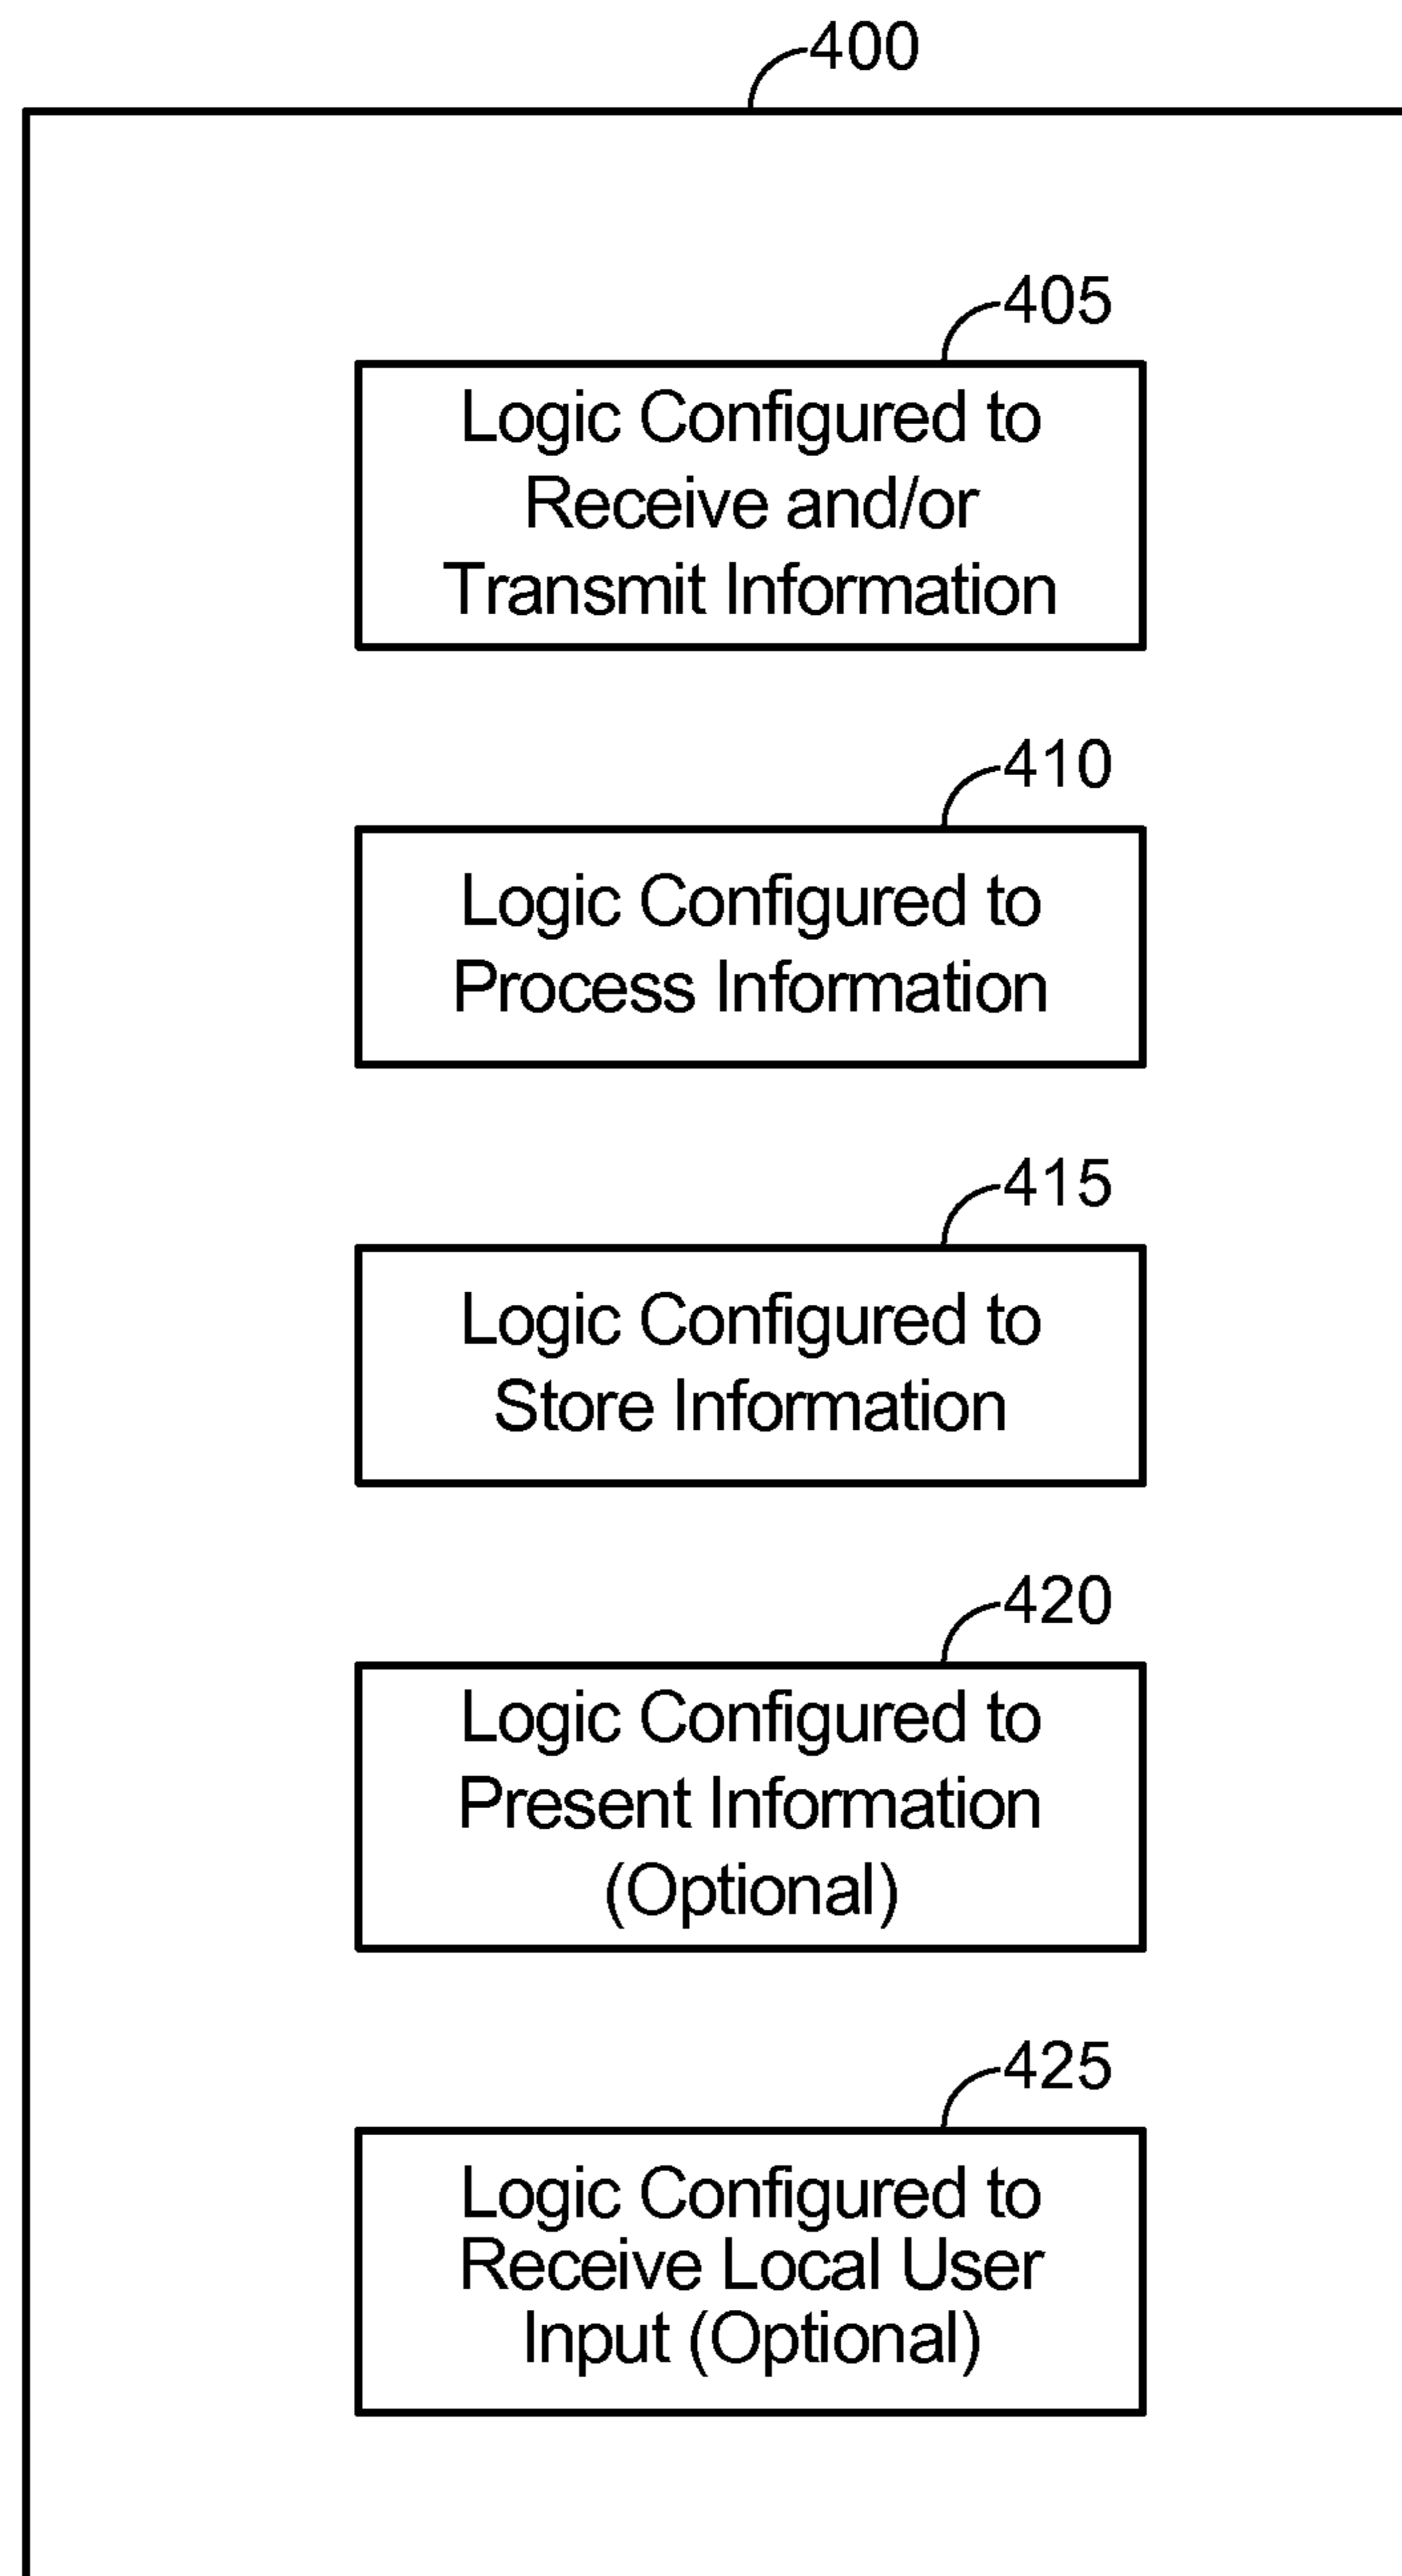 400
405
Logic Configured to
Receive and/or
Transmit Information
410
Logic Configured to
Process Information
415
Logic Configured to
Store Information
420
Logic Configured to
Present Information
(Optional)
425
Logic Configured to
Receive Local User
Input (Optional)